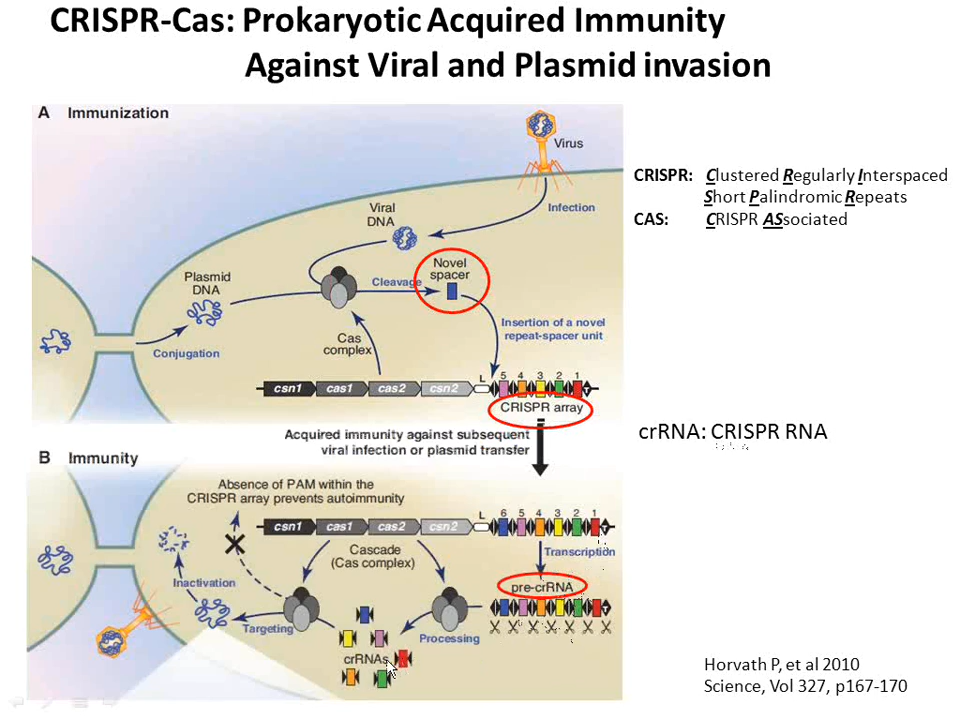 CRISPR-Cas: Prokaryotic Acquired Immunity
Against Viral and Plasmid invasion
A Immunization
Virus
Infection
Viral
DNA
Novel
spacer
Cleavage
Plasmid
DNA
Conjugation
Cas
complex
Insertion of a novel
repeat-spacer unit
csn1 cas1 cas2 csn2 L 5 4 3 2 1 T
CRISPR array
Acquired immunity against subsequent
viral infection or plasmid transfer
B Immunity
Absence of PAM within the
CRISPR array prevents autoimmunity
csn1 cas1 cas2 csn2 L 6 5 4 3 2 1 T
Cascade
(Cas complex)
Transcription
pre-crRNA
Inactivation
Targeting
Processing
crRNAs
CRISPR: Clustered Regularly Interspaced
Short Palindromic Repeats
CAS: CRISPR ASsociated
crRNA: CRISPR RNA
Horvath P, et al 2010
Science, Vol 327, p167-170